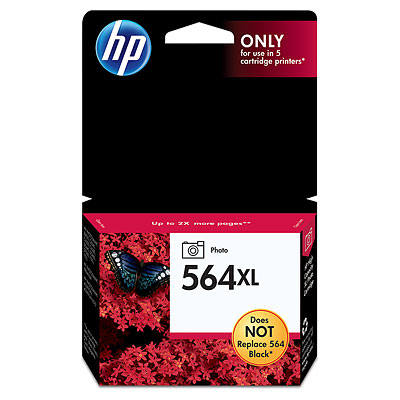 hp
ONLY
for use in 5
cartridge printers*
Up to 2X more pages**
Photo
564XL
Does
NOT
Replace 564
Black*